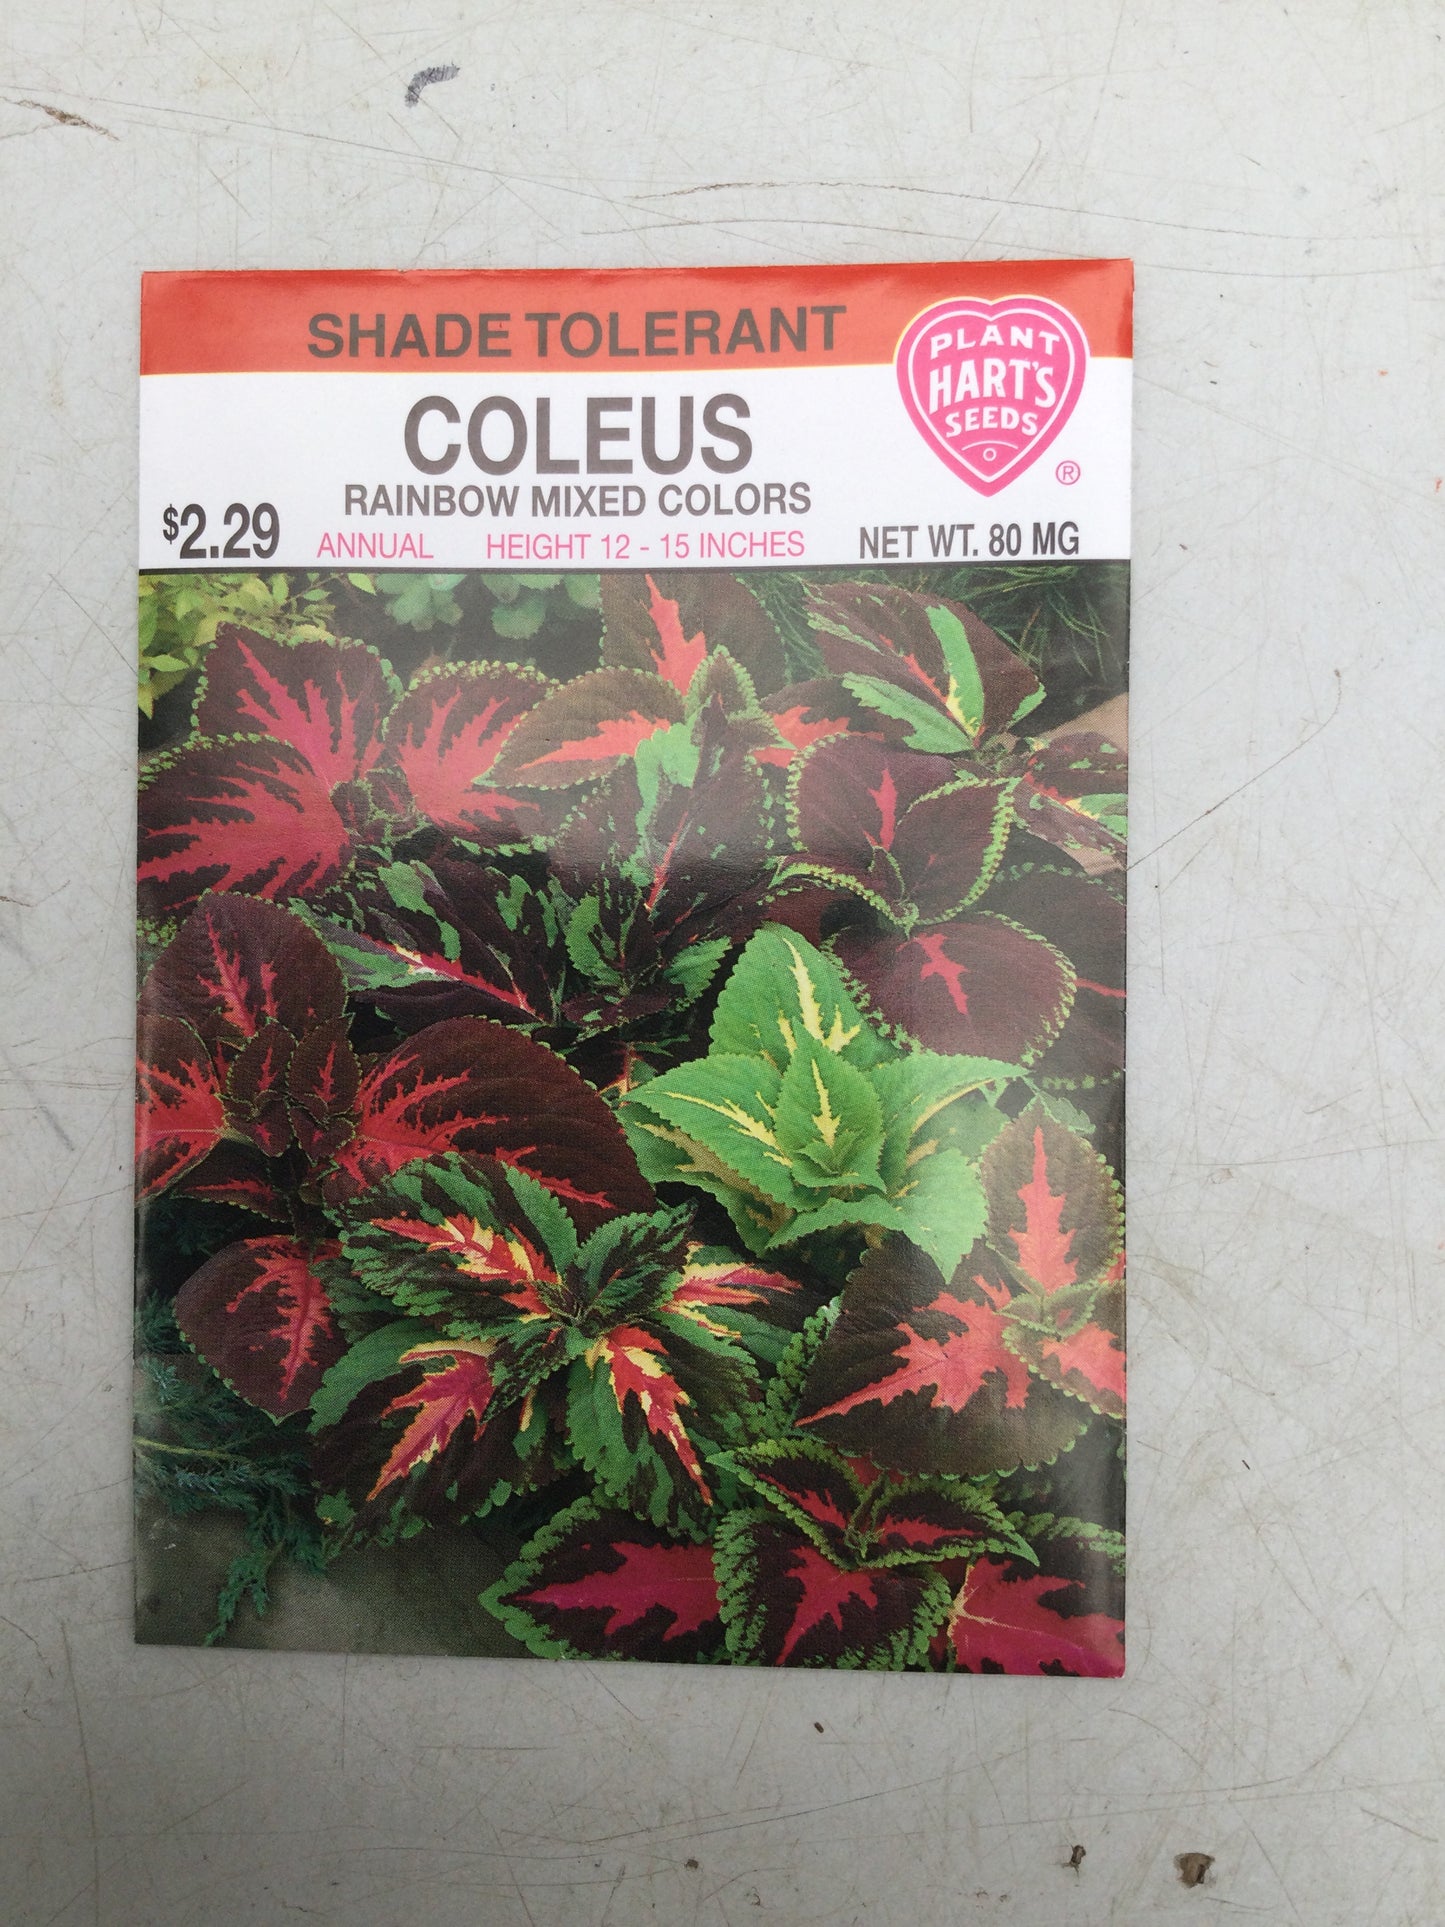 SHADE TOLERANT
PLANT
HART'S
SEEDS
®
COLEUS
RAINBOW MIXED COLORS
$2.29
ANNUAL HEIGHT 12 - 15 INCHES
NET WT. 80 MG